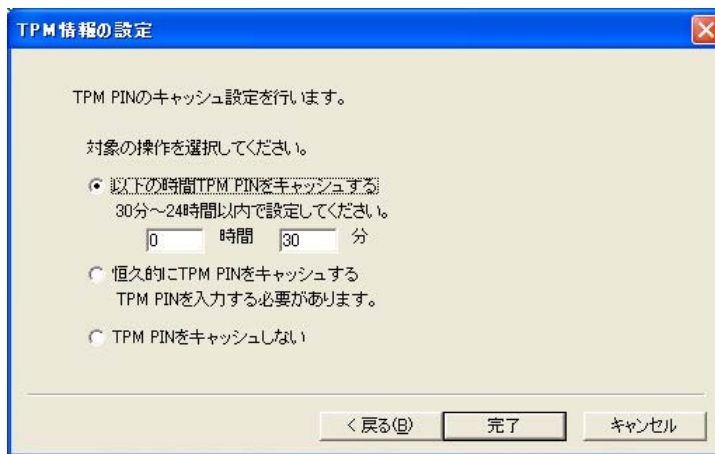 TPM情報の設定
TPM PINのキャッシュ設定を行います。
対象の操作を選択してください。
以下の時間TPM PINをキャッシュする
30分～24時間以内で設定してください。
0 時間 30 分
恒久的にTPM PINをキャッシュする
TPM PINを入力する必要があります。
TPM PINをキャッシュしない
< 戻る(B) 完了 キャンセル